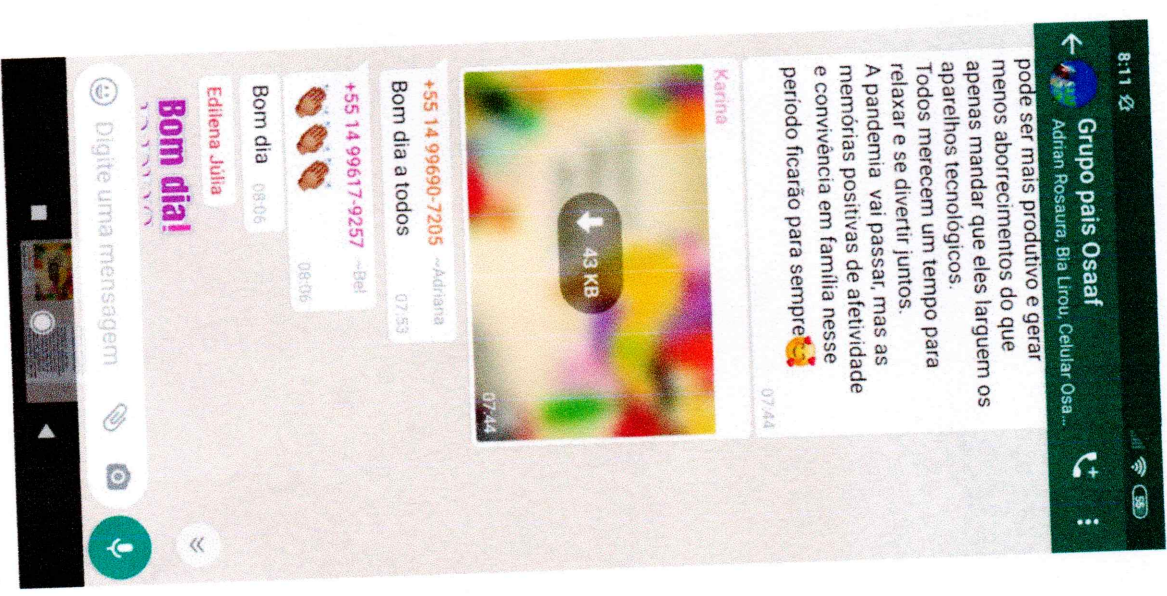 8:11
55
Grupo pais Osaaf
Adrian Rosaura, Bia Lirou, Celular Osa...
pode ser mais produtivo e gerar
menos aborrecimentos do que
apenas mandar que eles larguem os
aparelhos tecnológicos.
Todos merecem um tempo para
relaxar e se divertir juntos.
A pandemia vai passar, mas as
memórias positivas de afetividade
e convivência em família nesse
período ficarão para sempre🥰
07:44
Karina
43 KB
07:44
+55 14 99690-7205 ~Adriana
Bom dia a todos
07:53
+55 14 99617-9257 ~Bel
👏🏽👏🏽👏🏽
08:06
Bom dia 08:06
Edilena Júlia
Bom dia!
Digite uma mensagem